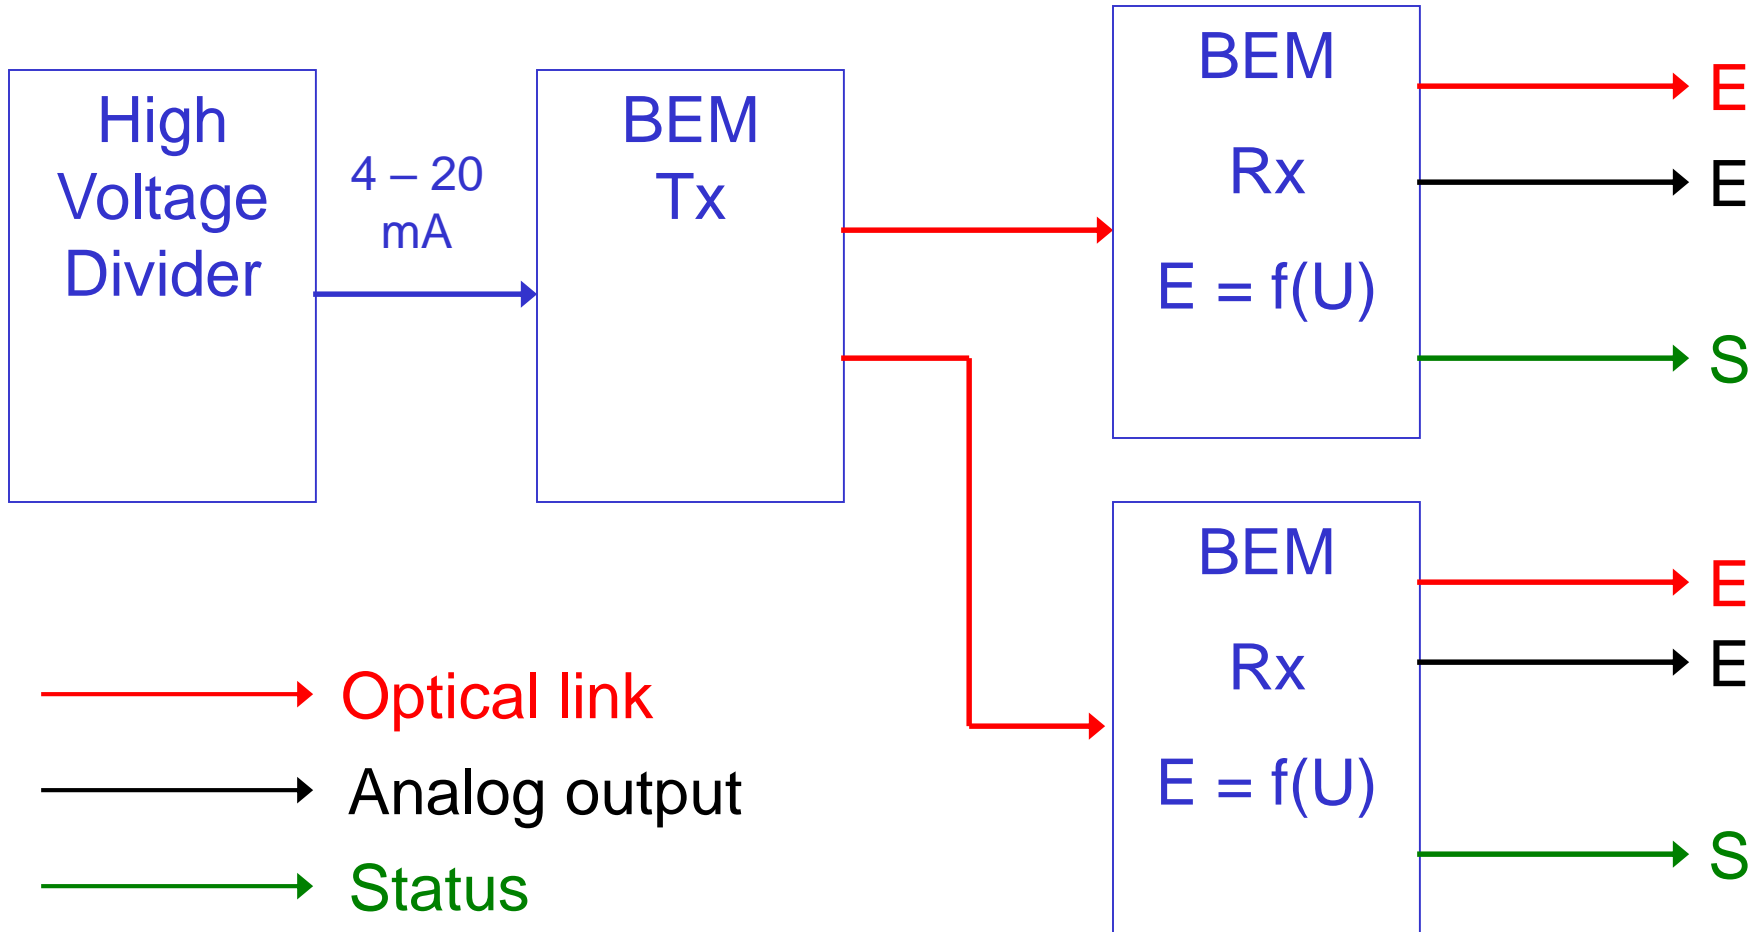 High
Voltage
Divider
4 – 20
mA
BEM
Tx
BEM
Rx
E = f(U)
E
E
S
BEM
Rx
E = f(U)
E
E
S
Optical link
Analog output
Status